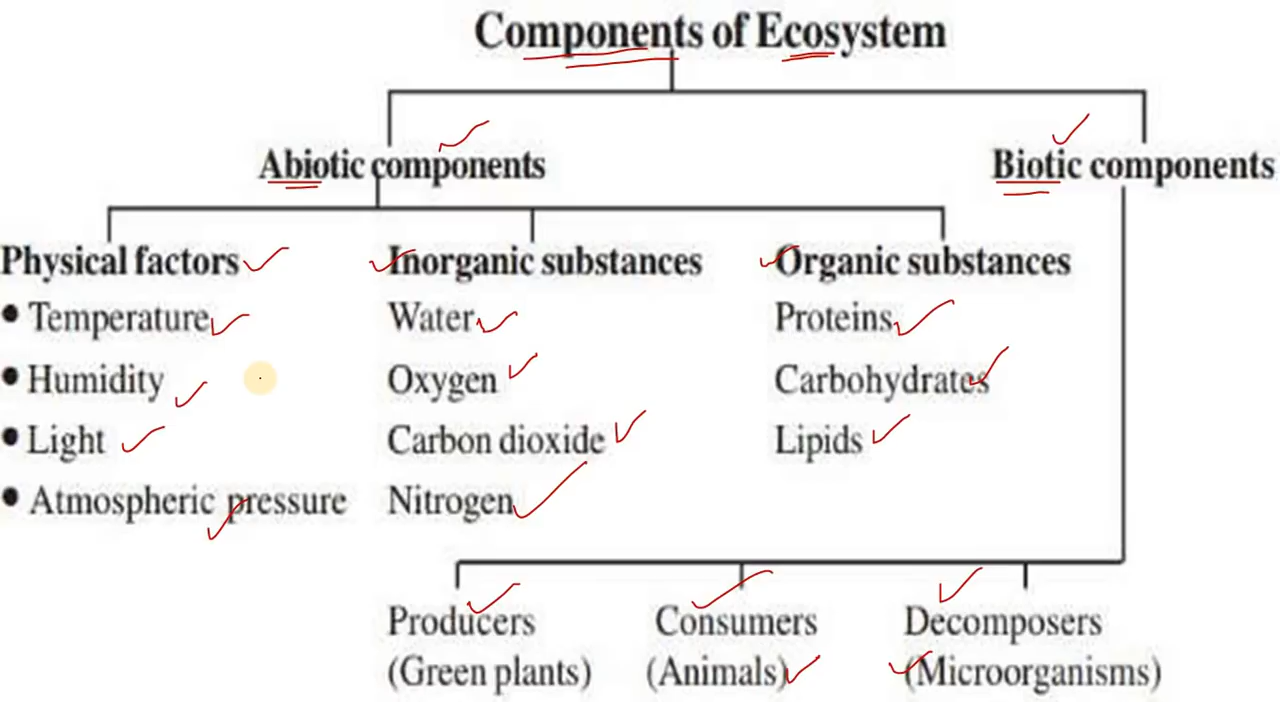 Components of Ecosystem
Abiotic components
Biotic components
Physical factors
• Temperature
• Humidity
• Light
• Atmospheric pressure
Inorganic substances
Water
Oxygen
Carbon dioxide
Nitrogen
Organic substances
Proteins
Carbohydrates
Lipids
Producers
(Green plants)
Consumers
(Animals)
Decomposers
(Microorganisms)